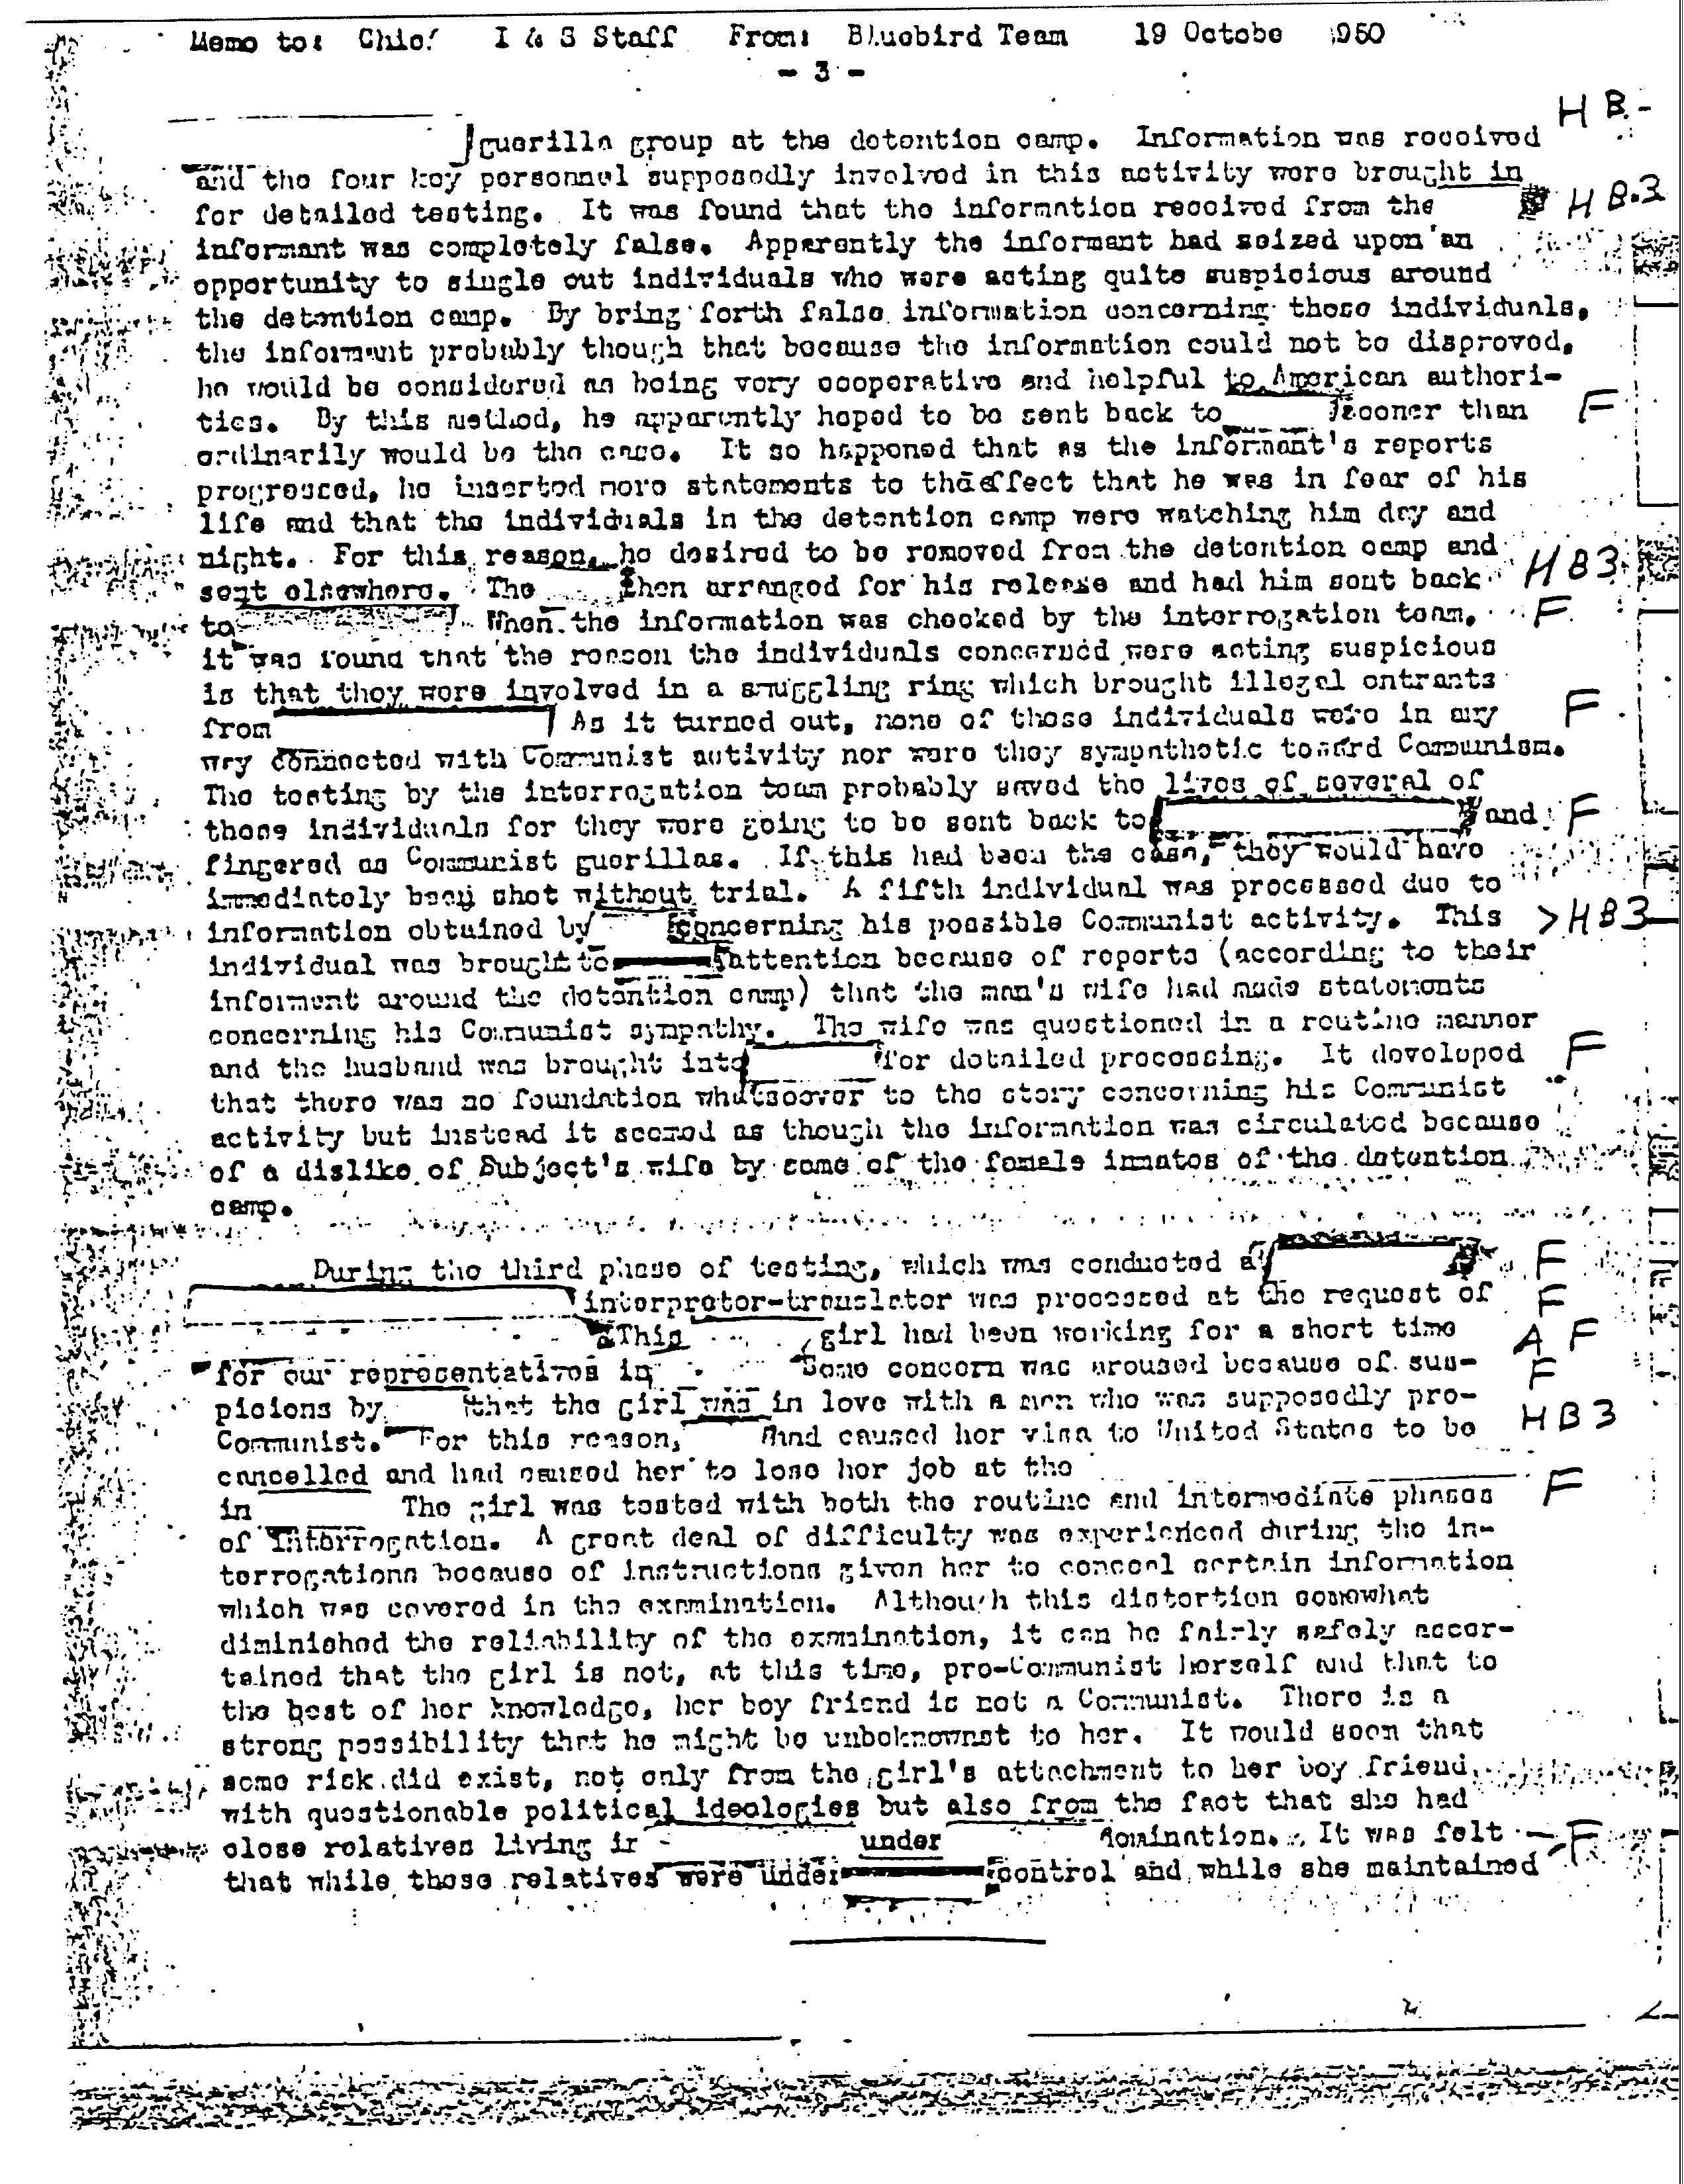 Memo to: Chief I & S Staff From: Bluebird Team 19 Octobe 1950
- 3 -
H B -
guerilla group at the detention camp. Information was received
and the four key personnel supposedly involved in this activity were brought in
for detailed testing. It was found that the information received from the
H B.3
informant was completely false. Apparently the informant had seized upon an
opportunity to single out individuals who were acting quite suspicious around
the detention camp. By bring forth false information concerning those individuals,
the informant probably though that because the information could not be disproved,
he would be considered as being very cooperative and helpful to American authori-
ties. By this method, he apparently hoped to be sent back to sooner than F
ordinarily would be the case. It so happened that as the informant's reports
progressed, he inserted more statements to the effect that he was in fear of his
life and that the individuals in the detention camp were watching him day and
night. For this reason, he desired to be removed from the detention camp and
sent elsewhere. The then arranged for his release and had him sent back H B 3
to When the information was checked by the interrogation team, F
it was found that the reason the individuals concerned were acting suspicious
is that they were involved in a smuggling ring which brought illegal entrants
from As it turned out, none of those individuals were in any F
way connected with Communist activity nor were they sympathetic toward Communism.
The testing by the interrogation team probably saved the lives of several of
those individuals for they were going to be sent back to and F
fingered as Communist guerillas. If this had been the case, they would have
immediately been shot without trial. A fifth individual was processed due to
information obtained by concerning his possible Communist activity. This > H B 3
individual was brought to attention because of reports (according to their
informent around the detention camp) that the man's wife had made statements
concerning his Communist sympathy. The wife was questioned in a routine manner
and the husband was brought into for detailed processing. It developed F
that there was no foundation whatsoever to the story concerning his Communist
activity but instead it seemed as though the information was circulated because
of a dislike of Subject's wife by some of the female inmates of the detention
camp.
During the third phase of testing, which was conducted at F
interpreter-translator was processed at the request of F
This girl had been working for a short time A F
for our representatives in Some concern was aroused because of sus- F
picions by that the girl was in love with a man who was supposedly pro-
Communist. For this reason, had caused her visa to United States to be H B 3
cancelled and had caused her to lose her job at the
in The girl was tested with both the routine and intermediate phases F
of interrogation. A great deal of difficulty was experienced during the in-
terrogations because of instructions given her to conceal certain information
which was covered in the examination. Although this distortion somewhat
diminished the reliability of the examination, it can be fairly safely ascer-
tained that the girl is not, at this time, pro-Communist herself and that to
the best of her knowledge, her boy friend is not a Communist. There is a
strong possibility that he might be unbeknownst to her. It would seem that
some risk did exist, not only from the girl's attachment to her boy friend
with questionable political ideologies but also from the fact that she had
close relatives living in under domination. It was felt F
that while those relatives were under control and while she maintained